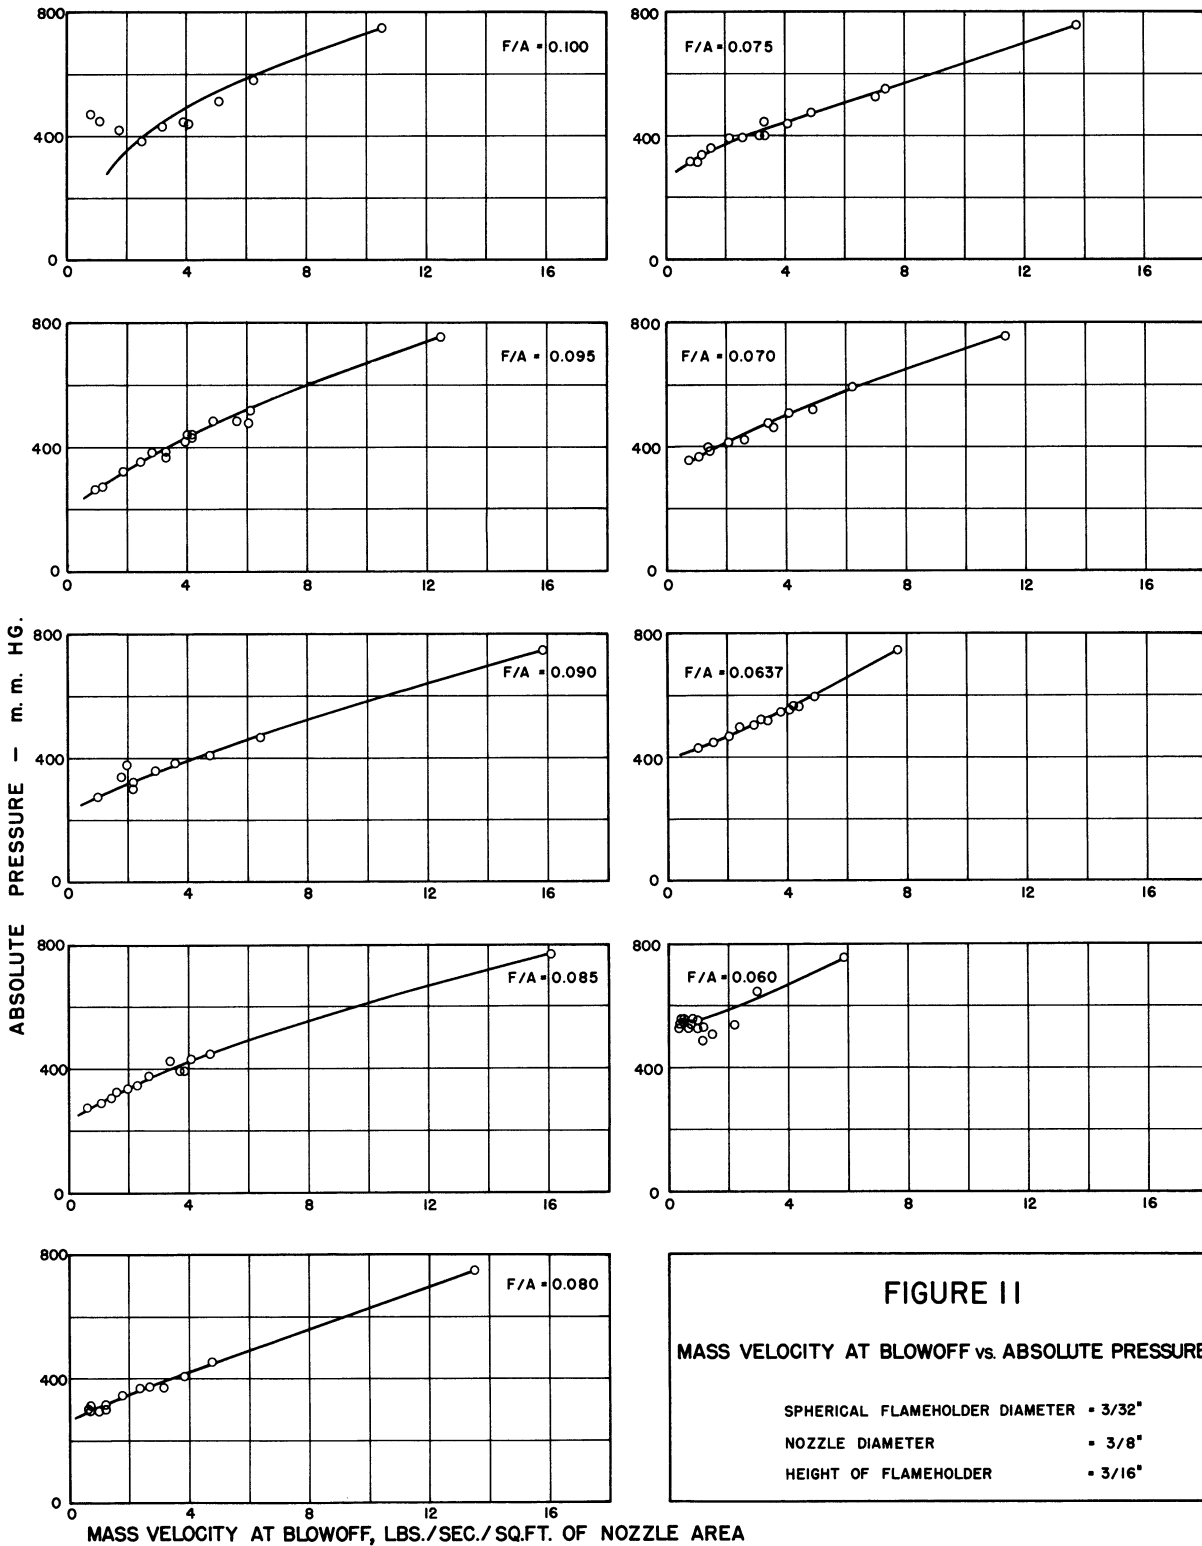 800
400
0
0 4 8 12 16
F/A = 0.100
800
400
0
0 4 8 12 16
F/A = 0.095
800
400
0
0 4 8 12 16
F/A = 0.090
800
400
0
0 4 8 12 16
F/A = 0.085
800
400
0
0 4 8 12 16
F/A = 0.080
ABSOLUTE PRESSURE — m. m. HG.
MASS VELOCITY AT BLOWOFF, LBS./SEC./SQ.FT. OF NOZZLE AREA
800
400
0
0 4 8 12 16
F/A = 0.075
800
400
0
0 4 8 12 16
F/A = 0.070
800
400
0
0 4 8 12 16
F/A = 0.0637
800
400
0
0 4 8 12 16
F/A = 0.060
FIGURE 11
MASS VELOCITY AT BLOWOFF vs. ABSOLUTE PRESSURE
SPHERICAL FLAMEHOLDER DIAMETER = 3/32"
NOZZLE DIAMETER = 3/8"
HEIGHT OF FLAMEHOLDER = 3/16"